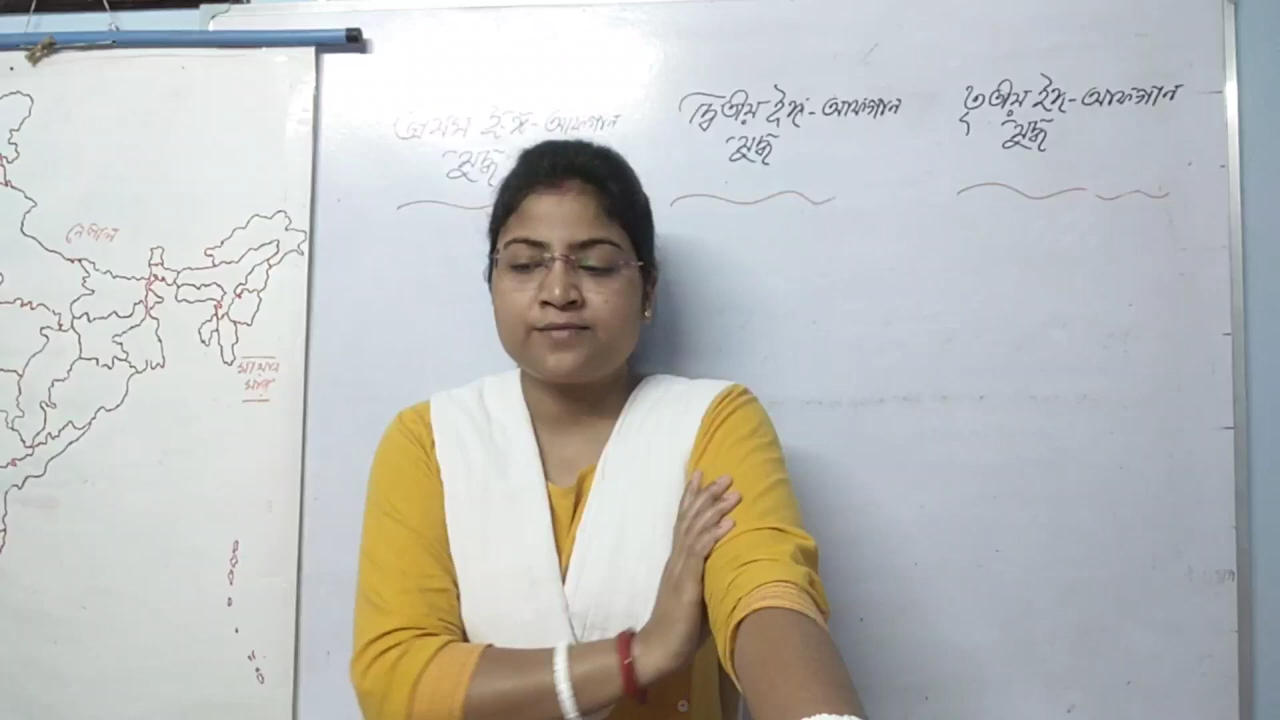 প্রথম ইঙ্গ-আফগান
যুদ্ধ
দ্বিতীয় ইঙ্গ-আফগান
যুদ্ধ
তৃতীয় ইঙ্গ-আফগান
যুদ্ধ
নেপাল